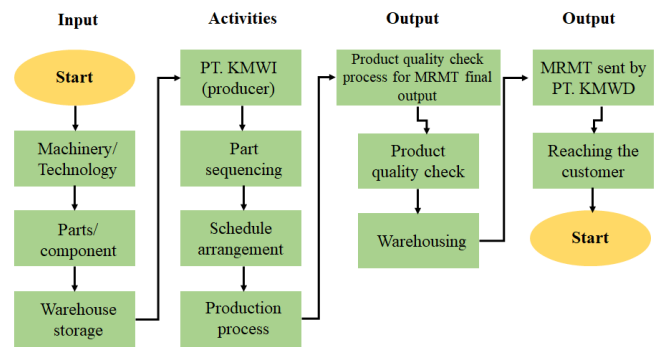 Input
Start
Machinery/
Technology
Parts/
component
Warehouse
storage
Activities
PT. KMWI
(producer)
Part
sequencing
Schedule
arrangement
Production
process
Output
Product quality check
process for MRMT final
output
Product
quality check
Warehousing
Output
MRMT sent by
PT. KMWD
Reaching the
customer
Start